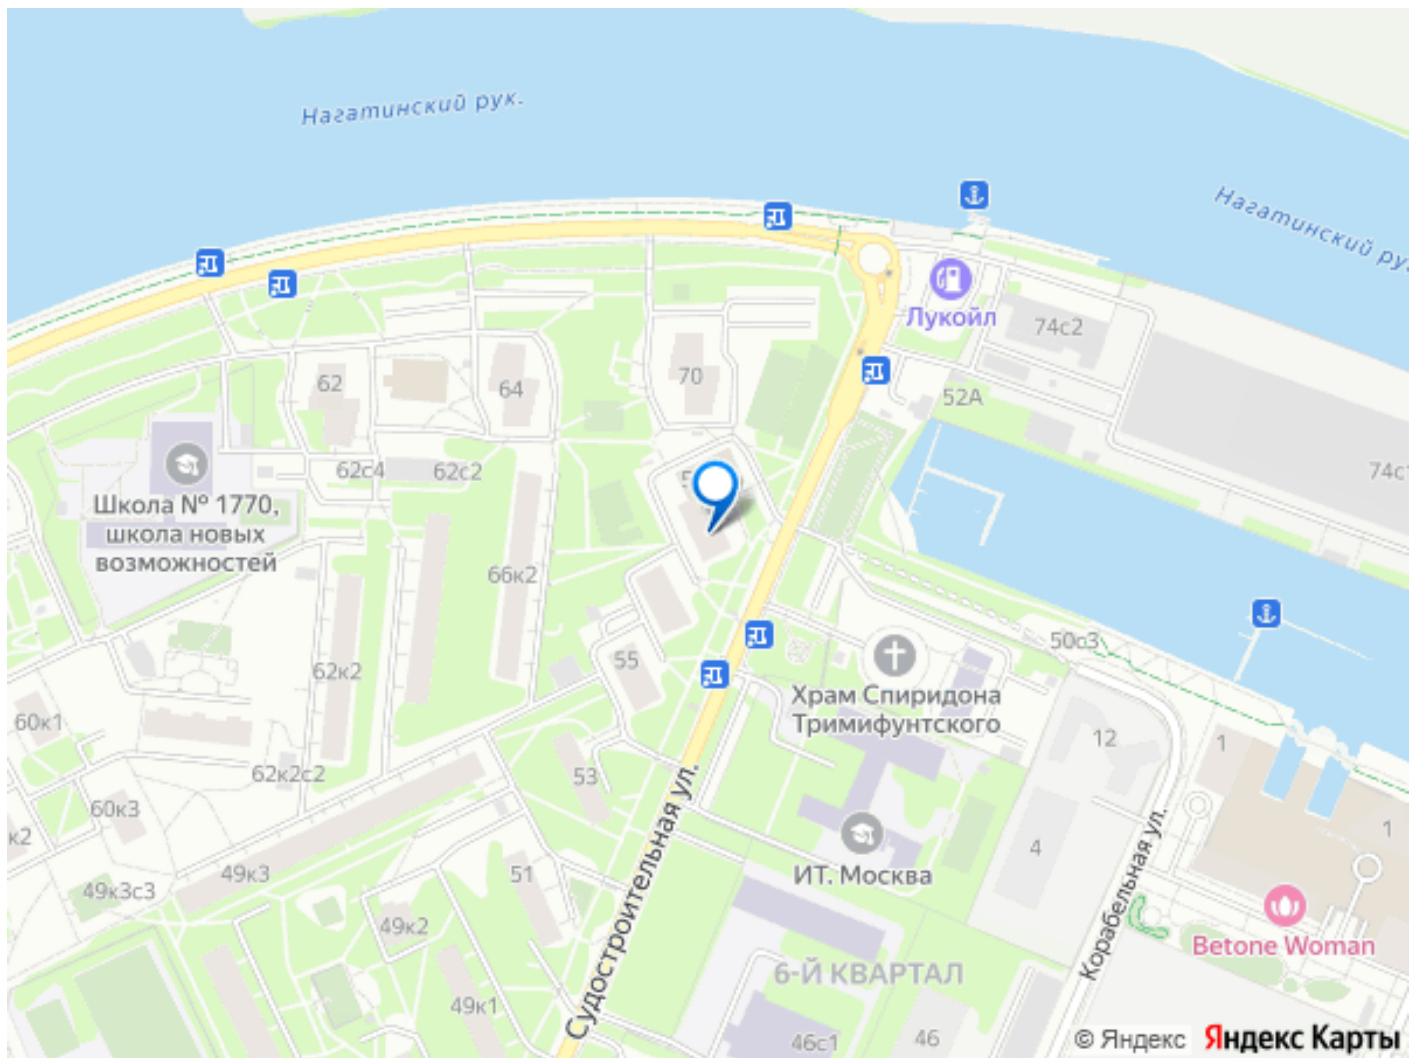 Нагатинский рук.
Нагатинский рук.
Лукойл
74с2
70
62
64
52А
62с4
62с2
74с1
Школа № 1770,
школа новых
возможностей
66к2
50с3
55
62к2
Храм Спиридона
Тримифунтского
60к1
12
1
62к2с2
53
60к3
1
к2
4
49к3
51
ИТ. Москва
49к3с3
Судостроительная ул.
Корабельная ул.
49к2
Betone Woman
6-Й КВАРТАЛ
49к1
46с1
46
© Яндекс Яндекс Карты